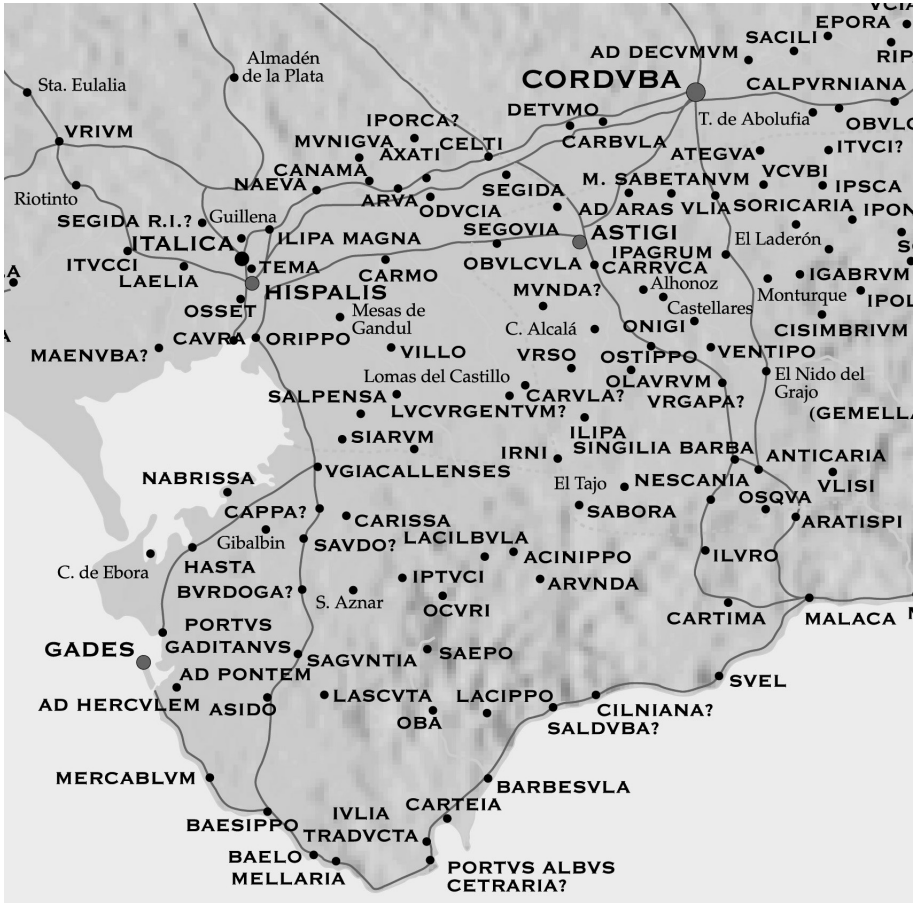 VCIA
EPORA
SACILI
AD DECVMVM
RIP
CORDVBA
CALPVRNIANA
Almadén
de la Plata
Sta. Eulalia
DETVMO
T. de Abolufia
OBVLC
IPORCA?
CARBVLA
VRIVM
MVNIGVA
CELTI
AXATI
ATEGVA
ITVCI?
CANAMA
NAEVA
Riotinto
SEGIDA
M. SABETANVM
VCVBI
IPSCA
ARVA
ODVCIA
AD ARAS
VLIA
SORICARIA
IPON
SEGIDA R.I.?
Guillena
ITALICA
ILIPA MAGNA
SEGOVIA
ASTIGI
El Laderón
SO
IPAGRUM
ITVCCI
TEMA
CARMO
OBVLCVLA
CARRVCA
LA
LAELIA
HISPALIS
Alhonoz
IGABRVM
Monturque
IPOL
MVNDA?
Castellares
OSSET
Mesas de
Gandul
C. Alcalá
ONIGI
CISIMBRIVM
A
CAVRA
ORIPPO
MAENVBA?
VILLO
VRSO
OSTIPPO
VENTIPO
Lomas del Castillo
OLAVRVM
El Nido del
Grajo
SALPENSA
CARVLA?
VRGAPA?
LVCVRGENTVM?
(GEMELLA
ILIPA
SIARVM
IRNI
SINGILIA BARBA
VGIACALLENSES
ANTICARIA
NABRISSA
El Tajo
NESCANIA
VLISI
OSQVA
CAPPA?
CARISSA
SABORA
ARATISPI
Gibalbin
SAVDO?
LACILBVLA
C. de Ebora
HASTA
ACINIPPO
ILVRO
BVRDOGA?
S. Aznar
IPTVCI
ARVNDA
OCVRI
CARTIMA
MALACA
M
PORTVS
GADITANVS
GADES
SAGVNTIA
SAEPO
AD PONTEM
SVEL
AD HERCVLEM
ASIDO
LASCVTA
LACIPPO
OBA
CILNIANA?
SALDVBA?
MERCABLVM
BARBESVLA
CARTEIA
BAESIPPO
IVLIA
TRADVCTA
BAELO
MELLARIA
PORTVS ALBVS
CETRARIA?